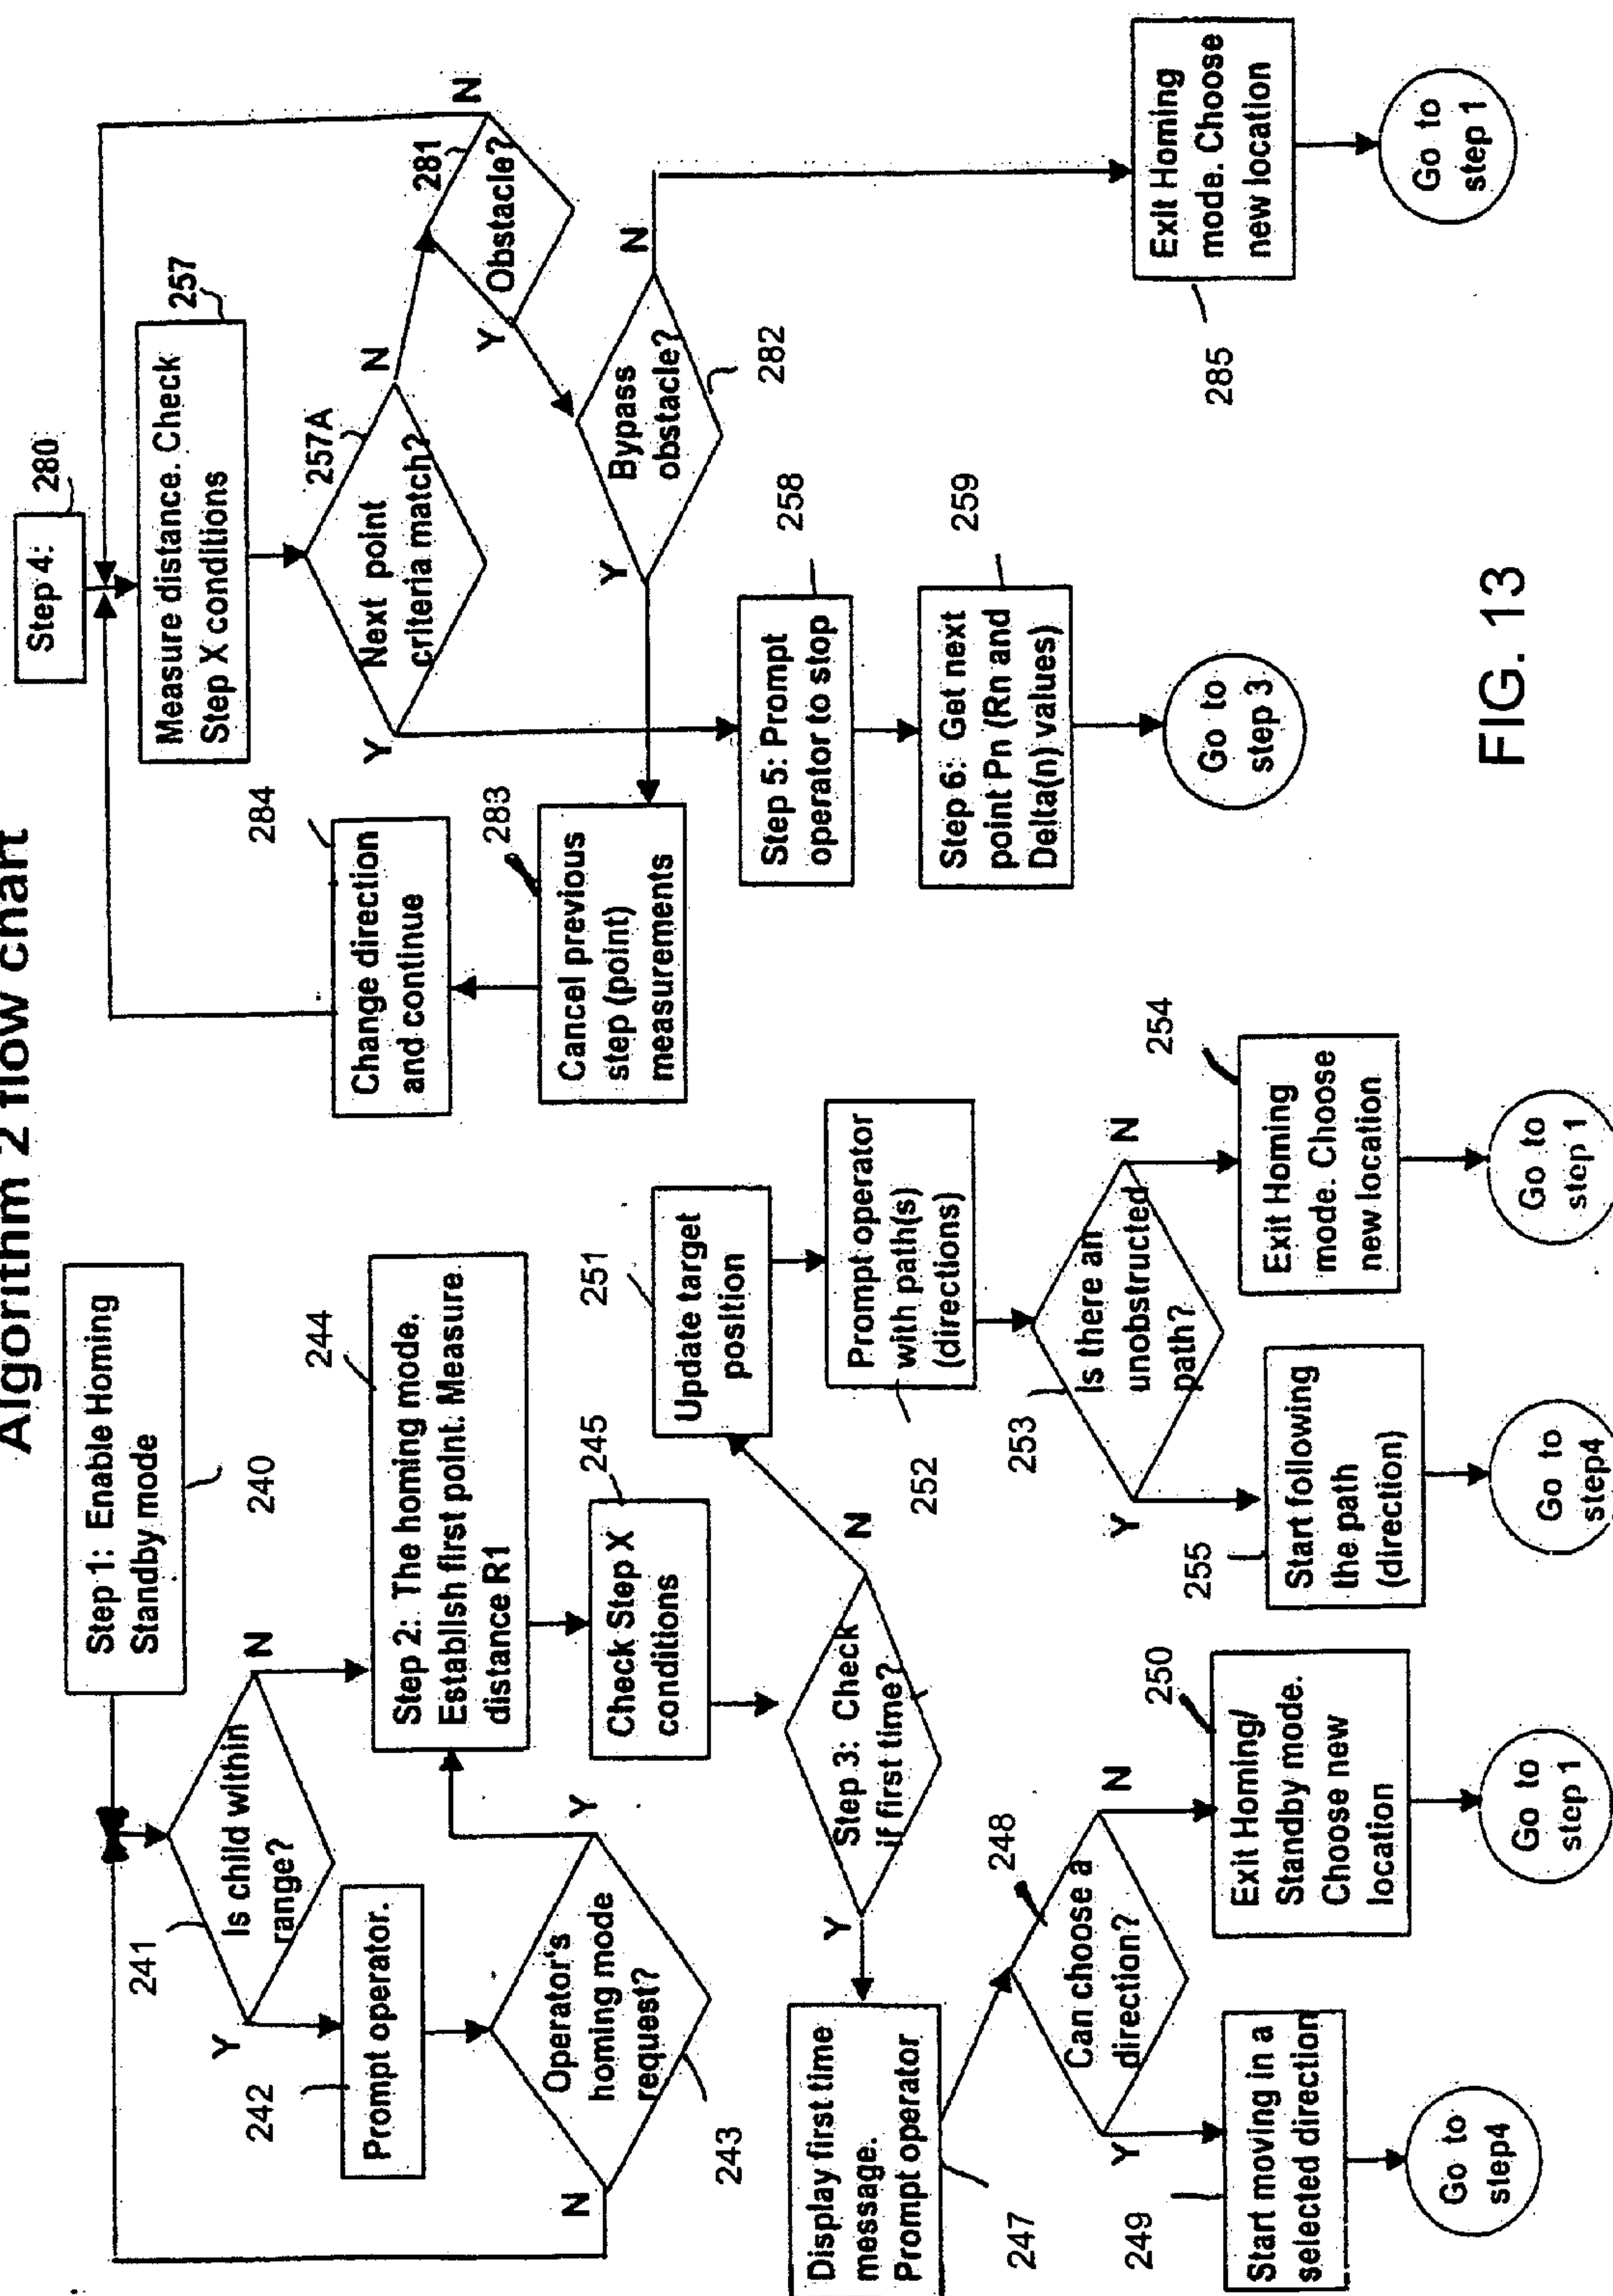 Algorithm 2 flow chart
Step 1: Enable Homing
Standby mode
240
241
Is child within
range?
Y
N
242
Prompt operator.
Operator's
homing mode
request?
243
N
Y
244
Step 2: The homing mode.
Establish first point. Measure
distance R1
245
Check Step X
conditions
Step 3: Check
if first time?
Y
N
Display first time
message.
Prompt operator
247
248
Can choose a
direction?
Y
N
249
Start moving in a
selected direction
Go to
step4
250
Exit Homing/
Standby mode.
Choose new
location
Go to
step 1
251
Update target
position
252
Prompt operator
with path(s)
(directions)
253
Is there an
unobstructed
path?
Y
N
255
Start following
the path
(direction)
Go to
step4
254
Exit Homing
mode. Choose
new location
Go to
step 1
Step 4:
280
257
Measure distance. Check
Step X conditions
257A
Next point
criteria match?
Y
N
281
Obstacle?
Y
N
Bypass
obstacle?
282
Y
N
284
Change direction
and continue
283
Cancel previous
step (point)
measurements
258
Step 5: Prompt
operator to stop
259
Step 6: Get next
point Pn (Rn and
Delta(n) values)
Go to
step 3
285
Exit Homing
mode. Choose
new location
Go to
step 1
FIG. 13